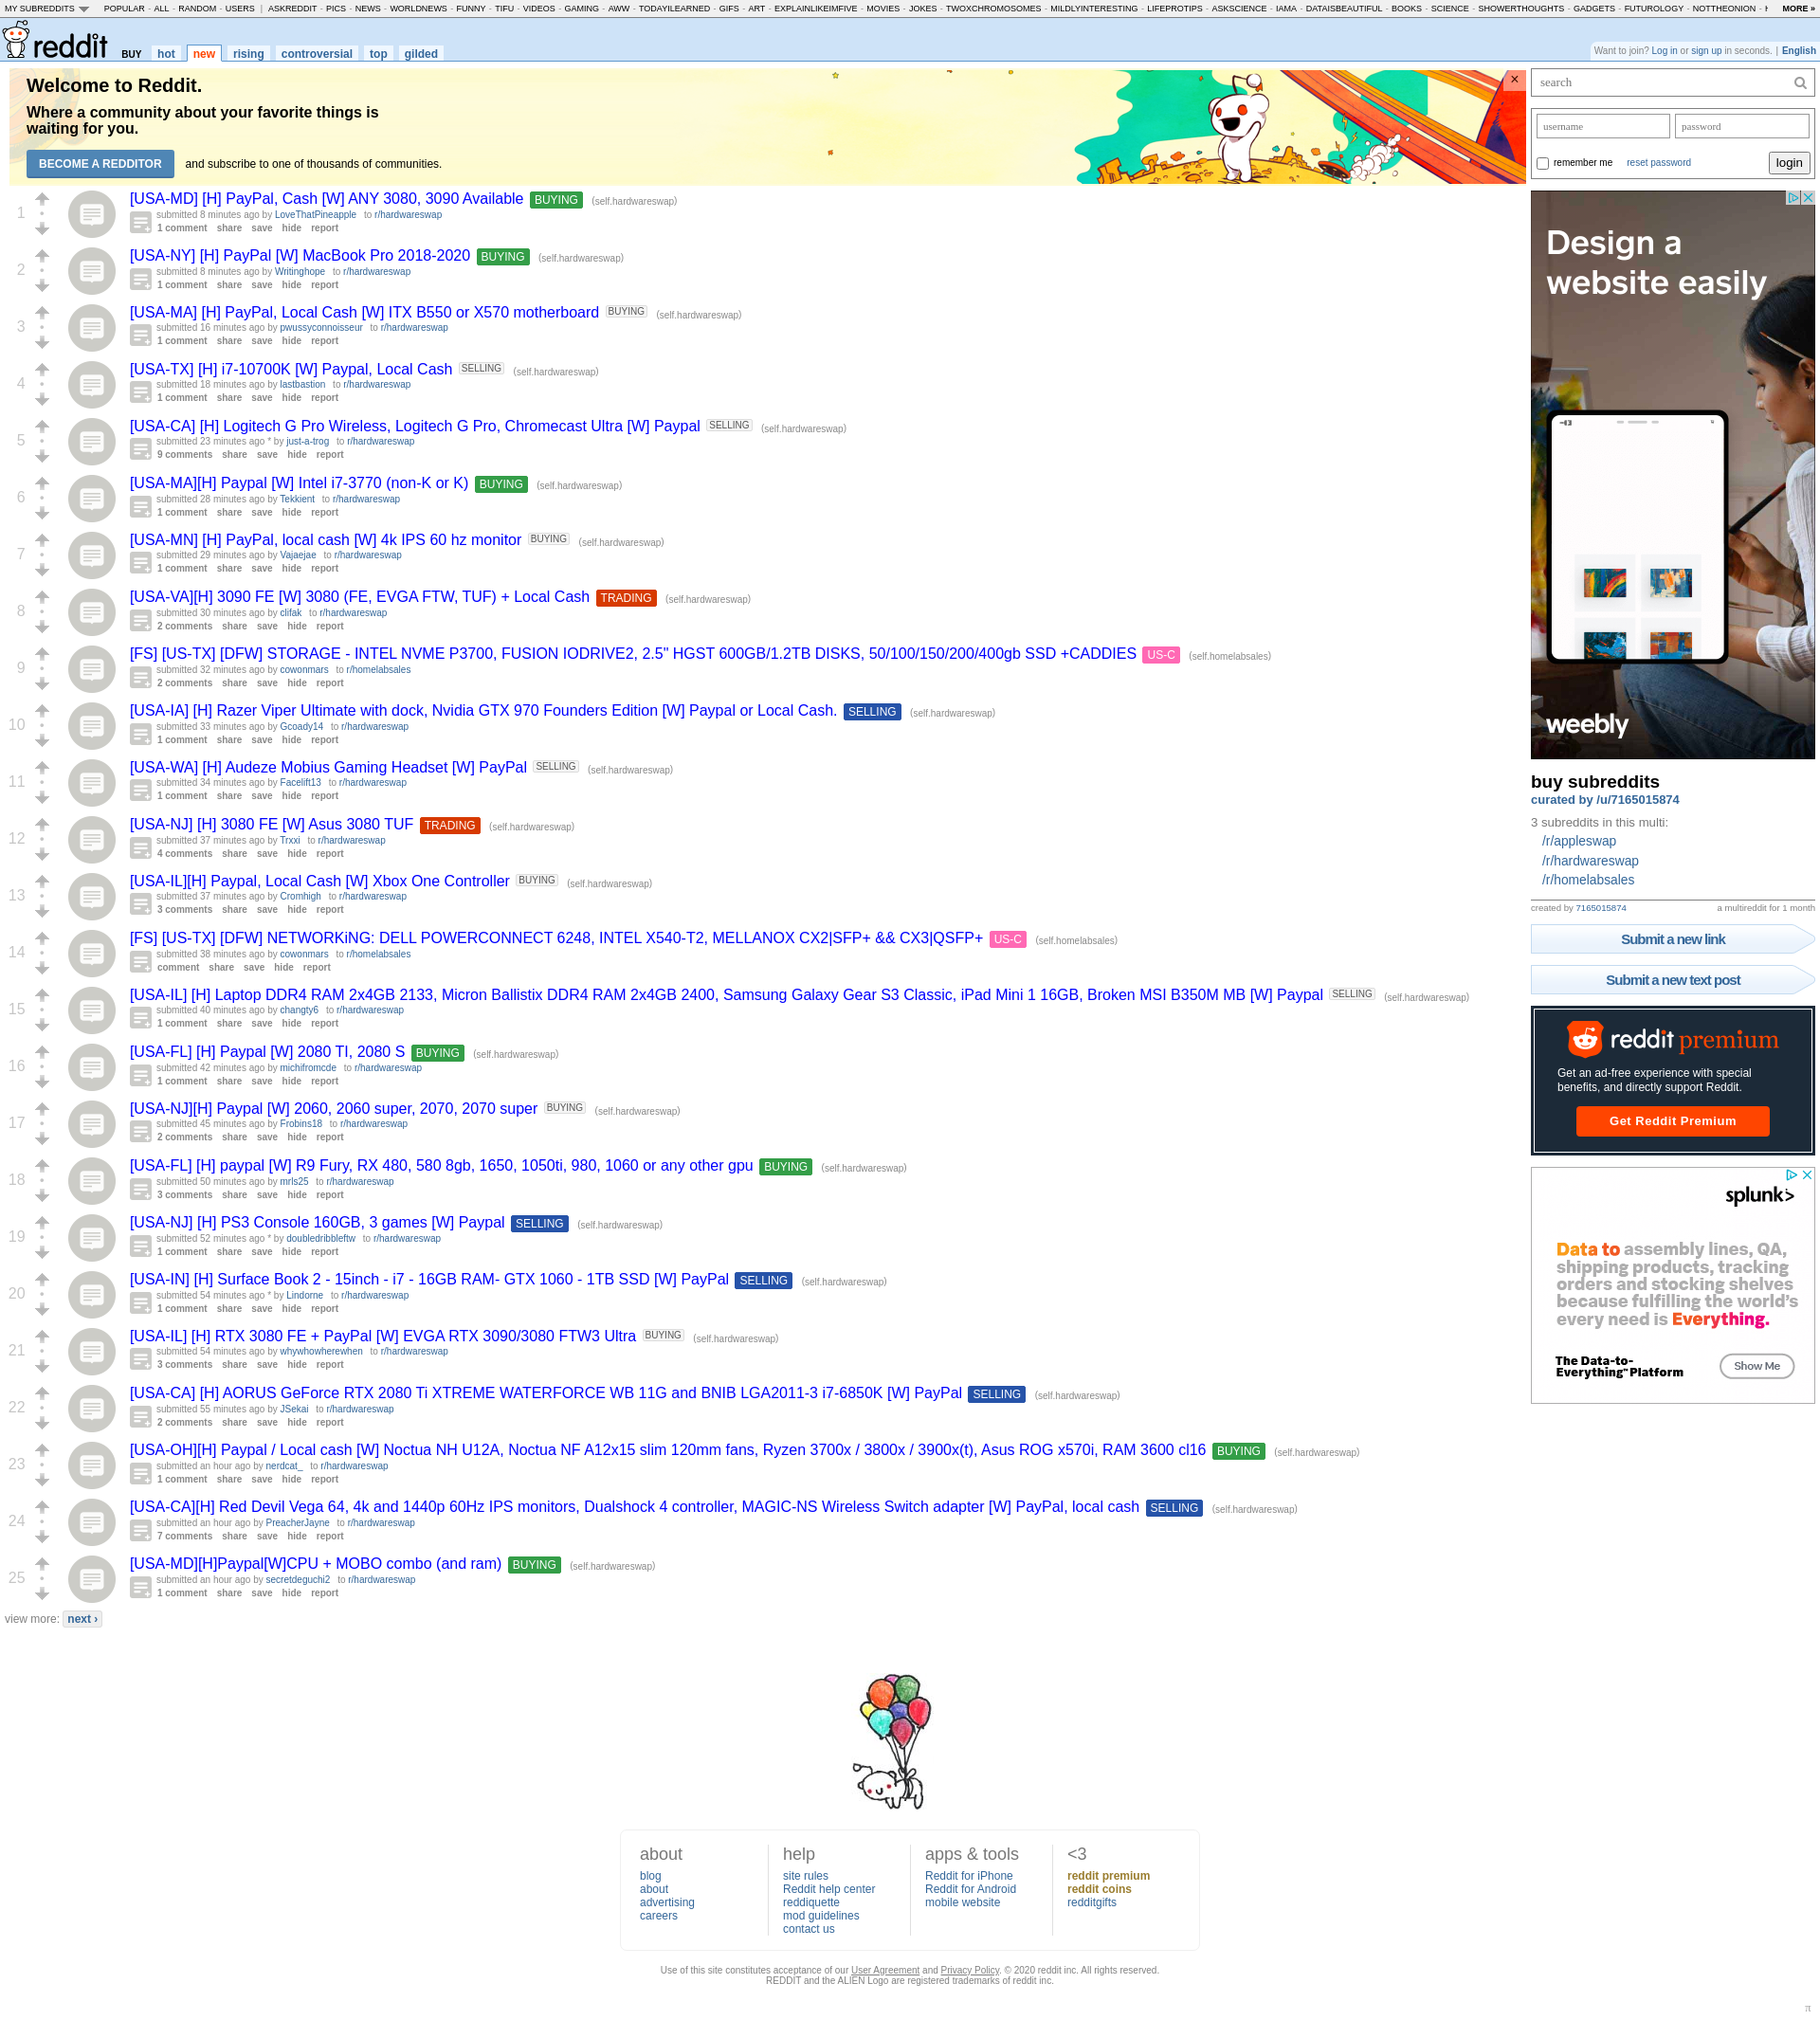 MY SUBREDDITS POPULAR - ALL - RANDOM - USERS | ASKREDDIT - PICS - NEWS - WORLDNEWS - FUNNY - TIFU - VIDEOS - GAMING - AWW - TODAYILEARNED - GIFS - ART - EXPLAINLIKEIMFIVE - MOVIES - JOKES - TWOXCHROMOSOMES - MILDLYINTERESTING - LIFEPROTIPS - ASKSCIENCE - IAMA - DATAISBEAUTIFUL - BOOKS - SCIENCE - SHOWERTHOUGHTS - GADGETS - FUTUROLOGY - NOTTHEONION - MORE »
reddit BUY hot new rising controversial top gilded
Want to join? Log in or sign up in seconds. | English
Welcome to Reddit.
Where a community about your favorite things is
waiting for you.
BECOME A REDDITOR and subscribe to one of thousands of communities.
1 [USA-MD] [H] PayPal, Cash [W] ANY 3080, 3090 Available BUYING (self.hardwareswap)
submitted 8 minutes ago by LoveThatPineapple to r/hardwareswap
1 comment share save hide report
2 [USA-NY] [H] PayPal [W] MacBook Pro 2018-2020 BUYING (self.hardwareswap)
submitted 8 minutes ago by Writinghope to r/hardwareswap
1 comment share save hide report
3 [USA-MA] [H] PayPal, Local Cash [W] ITX B550 or X570 motherboard BUYING (self.hardwareswap)
submitted 16 minutes ago by pwussyconnoisseur to r/hardwareswap
1 comment share save hide report
4 [USA-TX] [H] i7-10700K [W] Paypal, Local Cash SELLING (self.hardwareswap)
submitted 18 minutes ago by lastbastion to r/hardwareswap
1 comment share save hide report
5 [USA-CA] [H] Logitech G Pro Wireless, Logitech G Pro, Chromecast Ultra [W] Paypal SELLING (self.hardwareswap)
submitted 23 minutes ago * by just-a-trog to r/hardwareswap
9 comments share save hide report
6 [USA-MA][H] Paypal [W] Intel i7-3770 (non-K or K) BUYING (self.hardwareswap)
submitted 28 minutes ago by Tekkient to r/hardwareswap
1 comment share save hide report
7 [USA-MN] [H] PayPal, local cash [W] 4k IPS 60 hz monitor BUYING (self.hardwareswap)
submitted 29 minutes ago by Vajaejae to r/hardwareswap
1 comment share save hide report
8 [USA-VA][H] 3090 FE [W] 3080 (FE, EVGA FTW, TUF) + Local Cash TRADING (self.hardwareswap)
submitted 30 minutes ago by clifak to r/hardwareswap
2 comments share save hide report
9 [FS] [US-TX] [DFW] STORAGE - INTEL NVME P3700, FUSION IODRIVE2, 2.5" HGST 600GB/1.2TB DISKS, 50/100/150/200/400gb SSD +CADDIES US-C (self.homelabsales)
submitted 32 minutes ago by cowonmars to r/homelabsales
2 comments share save hide report
10 [USA-IA] [H] Razer Viper Ultimate with dock, Nvidia GTX 970 Founders Edition [W] Paypal or Local Cash. SELLING (self.hardwareswap)
submitted 33 minutes ago by Gcoady14 to r/hardwareswap
1 comment share save hide report
11 [USA-WA] [H] Audeze Mobius Gaming Headset [W] PayPal SELLING (self.hardwareswap)
submitted 34 minutes ago by Facelift13 to r/hardwareswap
1 comment share save hide report
12 [USA-NJ] [H] 3080 FE [W] Asus 3080 TUF TRADING (self.hardwareswap)
submitted 37 minutes ago by Trxxi to r/hardwareswap
4 comments share save hide report
13 [USA-IL][H] Paypal, Local Cash [W] Xbox One Controller BUYING (self.hardwareswap)
submitted 37 minutes ago by Cromhigh to r/hardwareswap
3 comments share save hide report
14 [FS] [US-TX] [DFW] NETWORKiNG: DELL POWERCONNECT 6248, INTEL X540-T2, MELLANOX CX2|SFP+ && CX3|QSFP+ US-C (self.homelabsales)
submitted 38 minutes ago by cowonmars to r/homelabsales
comment share save hide report
15 [USA-IL] [H] Laptop DDR4 RAM 2x4GB 2133, Micron Ballistix DDR4 RAM 2x4GB 2400, Samsung Galaxy Gear S3 Classic, iPad Mini 1 16GB, Broken MSI B350M MB [W] Paypal SELLING (self.hardwareswap)
submitted 40 minutes ago by changty6 to r/hardwareswap
1 comment share save hide report
16 [USA-FL] [H] Paypal [W] 2080 TI, 2080 S BUYING (self.hardwareswap)
submitted 42 minutes ago by michifromcde to r/hardwareswap
1 comment share save hide report
17 [USA-NJ][H] Paypal [W] 2060, 2060 super, 2070, 2070 super BUYING (self.hardwareswap)
submitted 45 minutes ago by Frobins18 to r/hardwareswap
2 comments share save hide report
18 [USA-FL] [H] paypal [W] R9 Fury, RX 480, 580 8gb, 1650, 1050ti, 980, 1060 or any other gpu BUYING (self.hardwareswap)
submitted 50 minutes ago by mrls25 to r/hardwareswap
3 comments share save hide report
19 [USA-NJ] [H] PS3 Console 160GB, 3 games [W] Paypal SELLING (self.hardwareswap)
submitted 52 minutes ago * by doubledribbleftw to r/hardwareswap
1 comment share save hide report
20 [USA-IN] [H] Surface Book 2 - 15inch - i7 - 16GB RAM- GTX 1060 - 1TB SSD [W] PayPal SELLING (self.hardwareswap)
submitted 54 minutes ago * by Lindorne to r/hardwareswap
1 comment share save hide report
21 [USA-IL] [H] RTX 3080 FE + PayPal [W] EVGA RTX 3090/3080 FTW3 Ultra BUYING (self.hardwareswap)
submitted 54 minutes ago by whywhowherewhen to r/hardwareswap
3 comments share save hide report
22 [USA-CA] [H] AORUS GeForce RTX 2080 Ti XTREME WATERFORCE WB 11G and BNIB LGA2011-3 i7-6850K [W] PayPal SELLING (self.hardwareswap)
submitted 55 minutes ago by JSekai to r/hardwareswap
2 comments share save hide report
23 [USA-OH][H] Paypal / Local cash [W] Noctua NH U12A, Noctua NF A12x15 slim 120mm fans, Ryzen 3700x / 3800x / 3900x(t), Asus ROG x570i, RAM 3600 cl16 BUYING (self.hardwareswap)
submitted an hour ago by nerdcat_ to r/hardwareswap
1 comment share save hide report
24 [USA-CA][H] Red Devil Vega 64, 4k and 1440p 60Hz IPS monitors, Dualshock 4 controller, MAGIC-NS Wireless Switch adapter [W] PayPal, local cash SELLING (self.hardwareswap)
submitted an hour ago by PreacherJayne to r/hardwareswap
7 comments share save hide report
25 [USA-MD][H]Paypal[W]CPU + MOBO combo (and ram) BUYING (self.hardwareswap)
submitted an hour ago by secretdeguchi2 to r/hardwareswap
1 comment share save hide report
view more: next ›
search
username password
remember me reset password login
Design a
website easily
weebly
buy subreddits
curated by /u/7165015874
3 subreddits in this multi:
/r/appleswap
/r/hardwareswap
/r/homelabsales
created by 7165015874 a multireddit for 1 month
Submit a new link
Submit a new text post
reddit premium
Get an ad-free experience with special
benefits, and directly support Reddit.
Get Reddit Premium
splunk>
Data to assembly lines, QA,
shipping products, tracking
orders and stocking shelves
because fulfilling the world's
every need is Everything.
The Data-to-
Everything™ Platform
Show Me
about
blog
about
advertising
careers
help
site rules
Reddit help center
reddiquette
mod guidelines
contact us
apps & tools
Reddit for iPhone
Reddit for Android
mobile website
<3
reddit premium
reddit coins
redditgifts
Use of this site constitutes acceptance of our User Agreement and Privacy Policy. © 2020 reddit inc. All rights reserved.
REDDIT and the ALIEN Logo are registered trademarks of reddit inc.
π